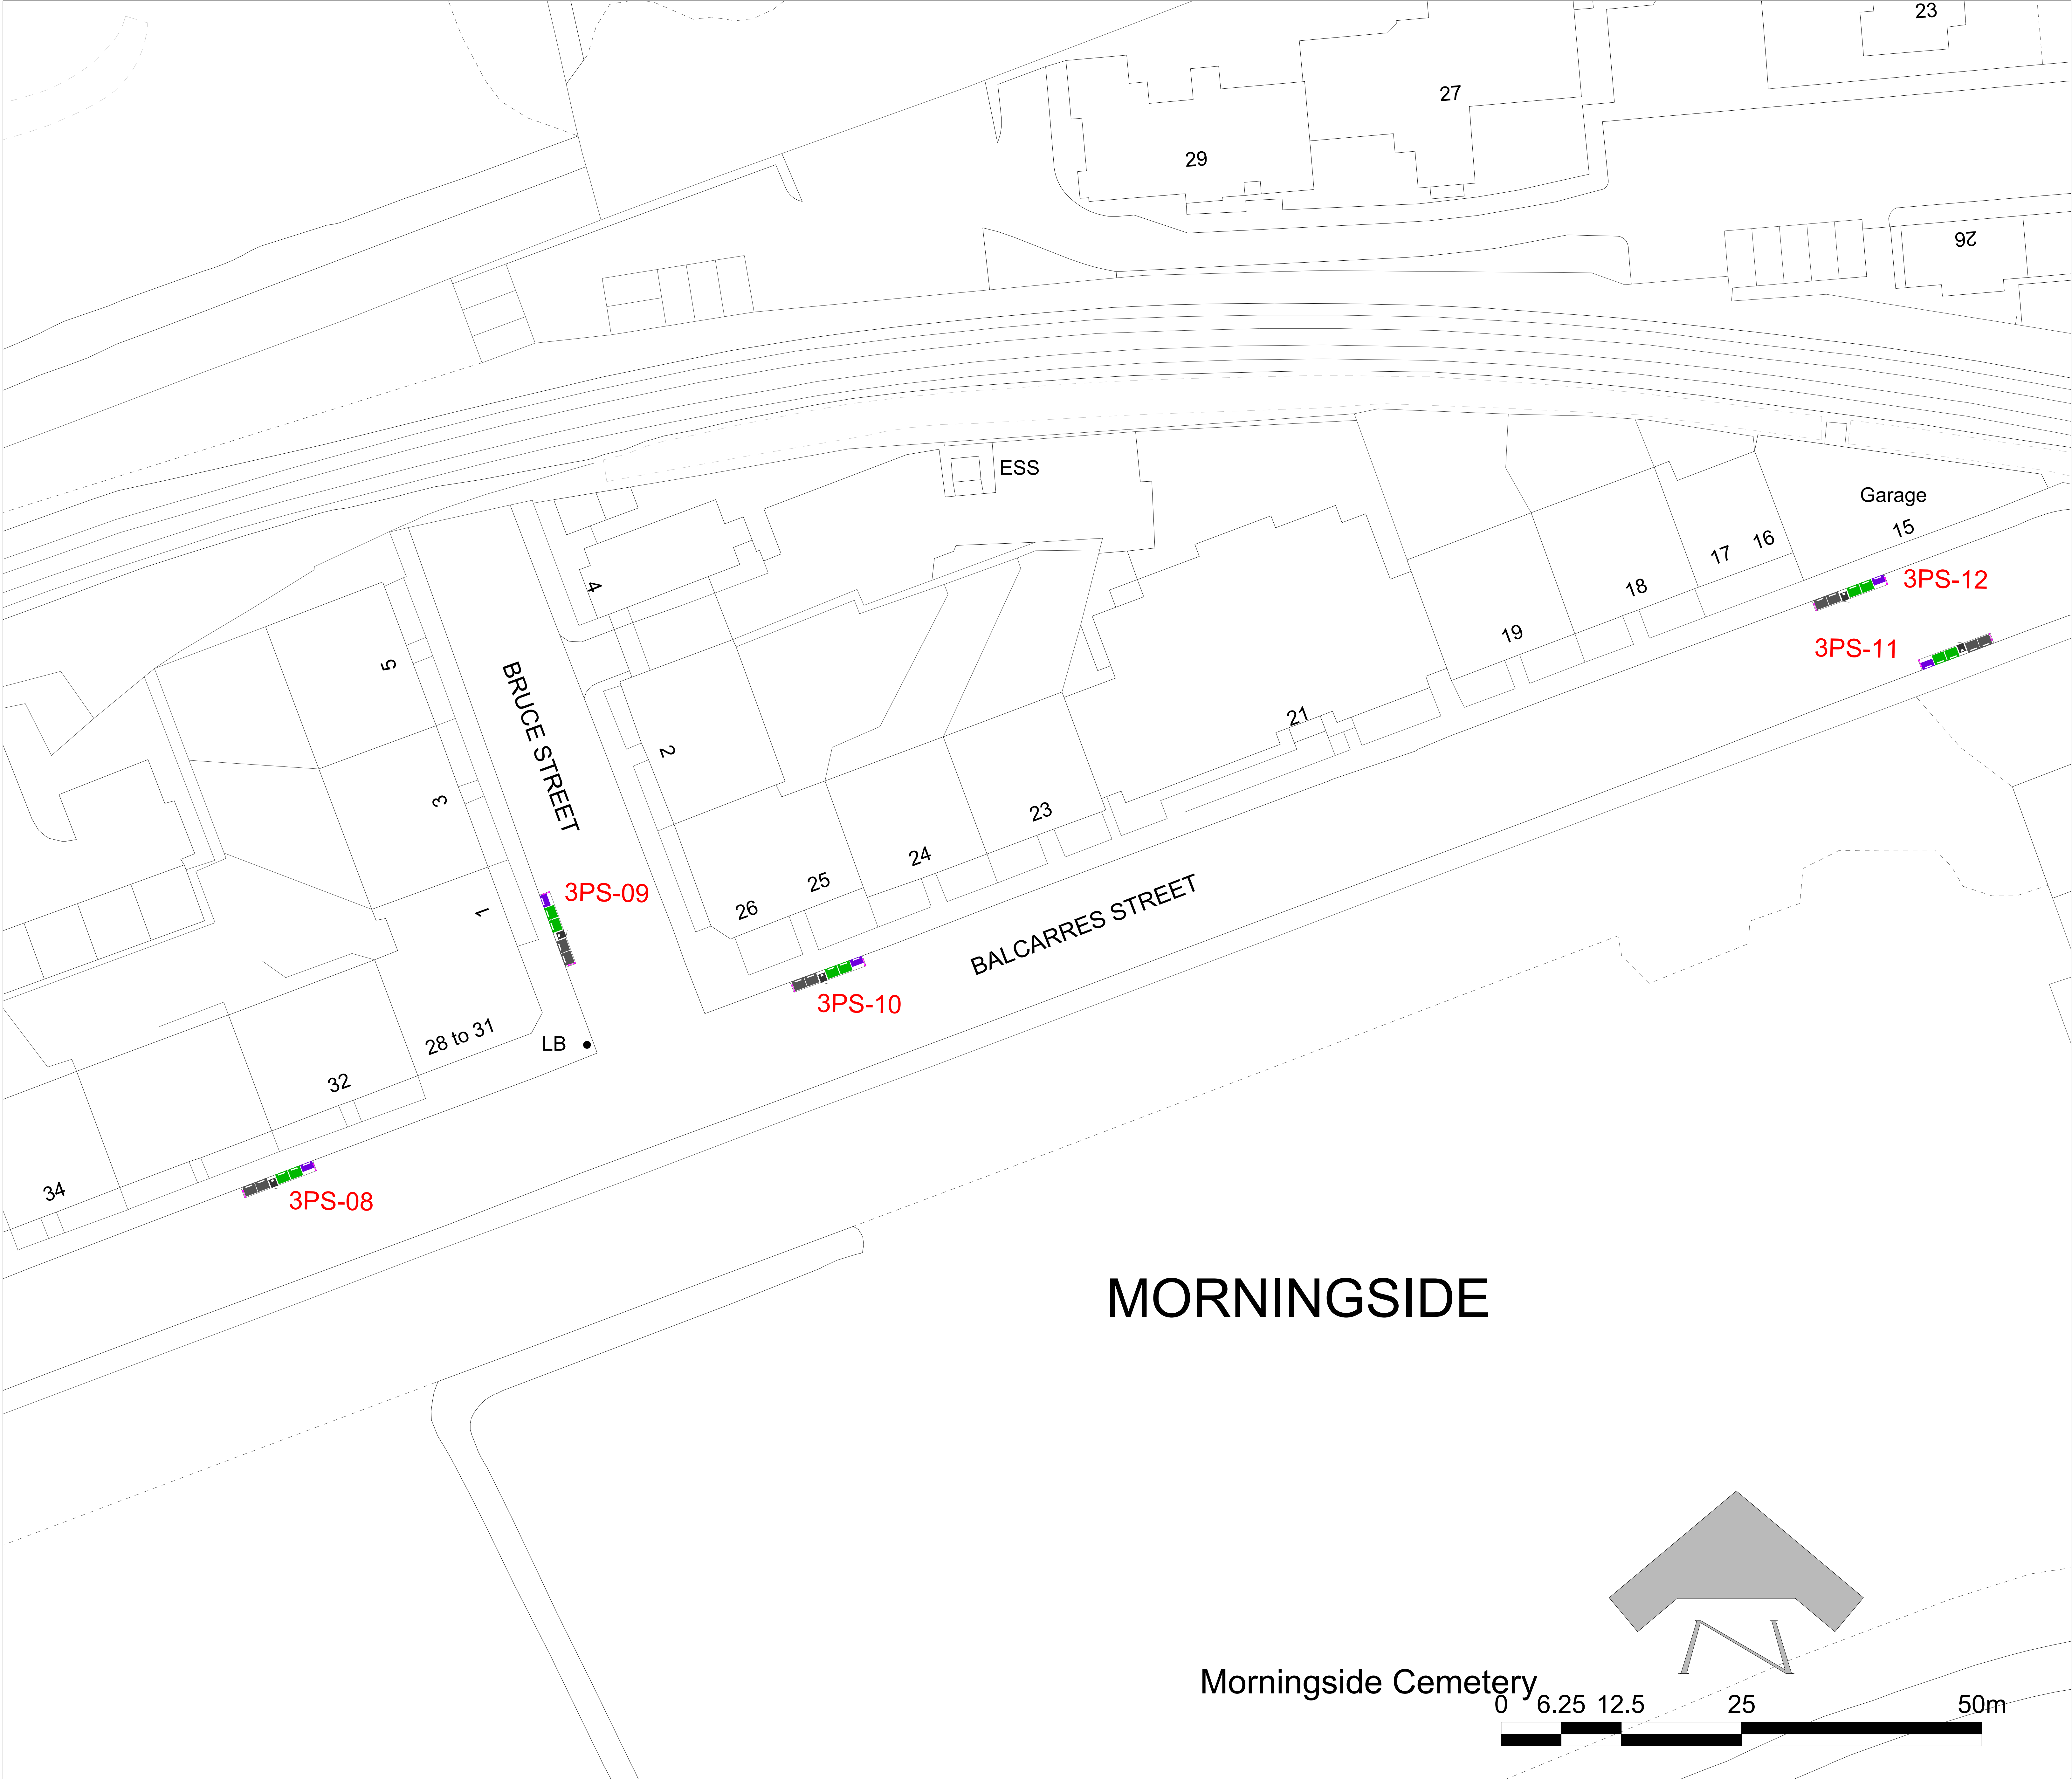 23
27
29
26
ESS
Garage
15
16
17
3PS-12
4
18
19
3PS-11
5
BRUCE STREET
21
2
3
23
24
25
26
3PS-09
1
BALCARRES STREET
3PS-10
28 to 31
LB
32
34
3PS-08
MORNINGSIDE
N
Morningside Cemetery
0 6.25 12.5 25 50m